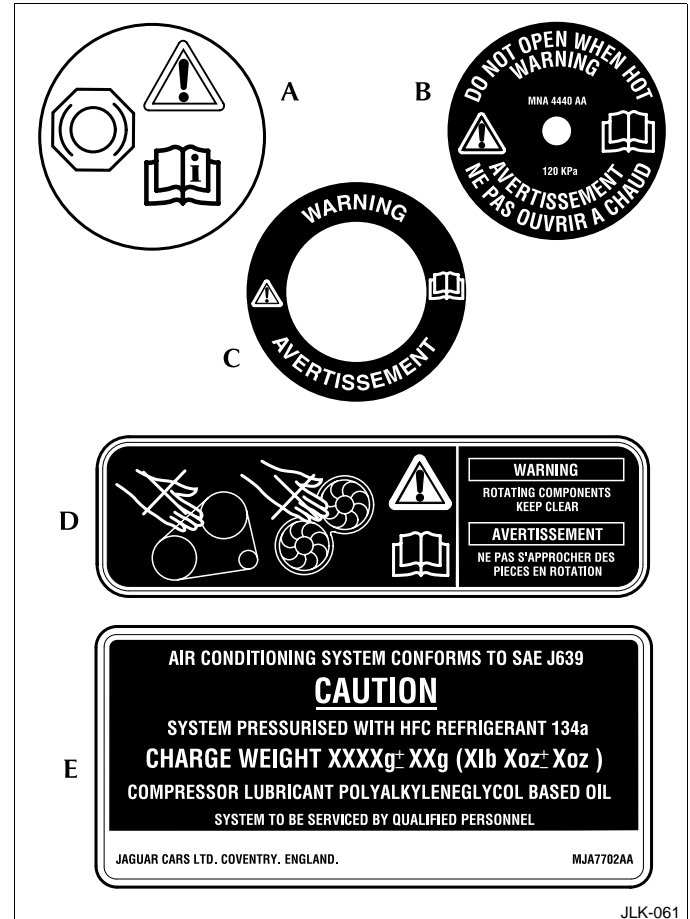 A
B
DO NOT OPEN WHEN HOT
WARNING
MNA 4440 AA
120 KPa
AVERTISSEMENT
NE PAS OUVRIR A CHAUD
i
C
WARNING
AVERTISSEMENT
D
WARNING
ROTATING COMPONENTS
KEEP CLEAR
AVERTISSEMENT
NE PAS S'APPROCHER DES
PIECES EN ROTATION
E
AIR CONDITIONING SYSTEM CONFORMS TO SAE J639
CAUTION
SYSTEM PRESSURISED WITH HFC REFRIGERANT 134a
CHARGE WEIGHT XXXXg± XXg (Xlb Xoz± Xoz )
COMPRESSOR LUBRICANT POLYALKYLENEGLYCOL BASED OIL
SYSTEM TO BE SERVICED BY QUALIFIED PERSONNEL
JAGUAR CARS LTD. COVENTRY. ENGLAND. MJA7702AA
JLK-061